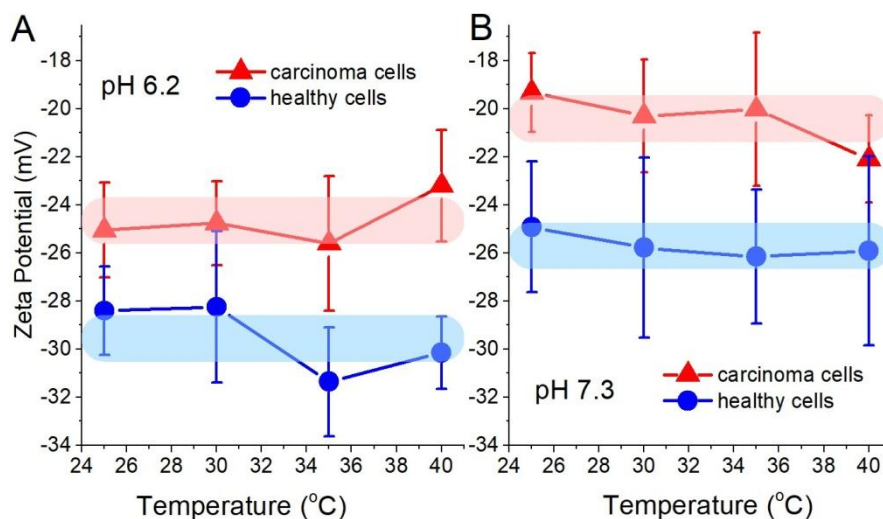 A
pH 6.2
carcinoma cells
healthy cells
Zeta Potential (mV)
-18
-20
-22
-24
-26
-28
-30
-32
-34
24 26 28 30 32 34 36 38 40
Temperature (°C)
B
-18
-20
-22
-24
-26
-28
-30
-32
-34
carcinoma cells
healthy cells
pH 7.3
24 26 28 30 32 34 36 38 40
Temperature (°C)